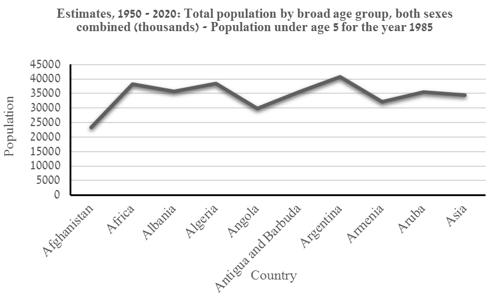 Estimates, 1950 - 2020: Total population by broad age group, both sexes
combined (thousands) - Population under age 5 for the year 1985
45000
40000
35000
30000
25000
20000
15000
10000
5000
0
Population
Afghanistan
Africa
Albania
Algeria
Angola
Antigua and Barbuda
Argentina
Armenia
Aruba
Asia
Country